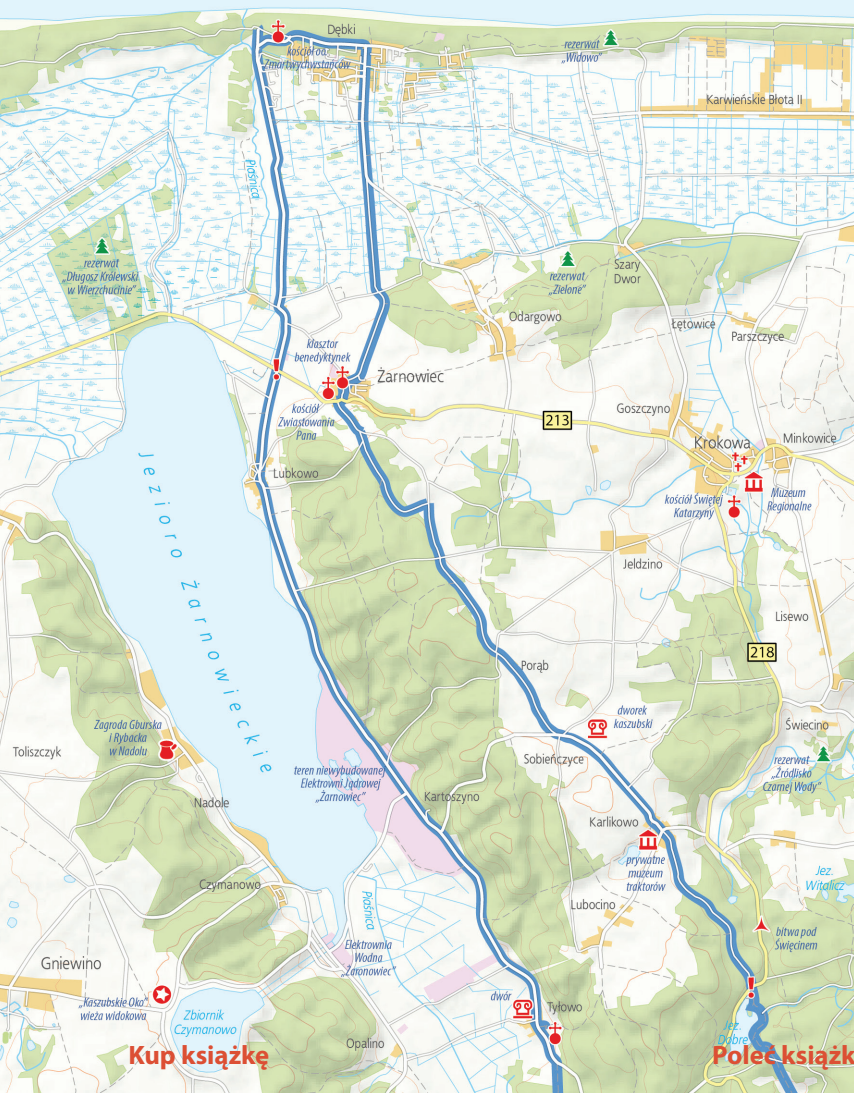 Dębki
kościół oo.
Zmartwychwstańców
rezerwat
„Widowo”
Karwieńskie Błota II
Piaśnica
rezerwat
„Długosz Królewski
w Wierzchucinie”
rezerwat
„Zielone”
Szary
Dwór
Odargowo
Łętowice
Parszczyce
klasztor
benedyktynek
Żarnowiec
kościół
Zwiastowania
Pana
213
Goszczyno
Krokowa
Minkowice
Muzeum
Regionalne
kościół Świętej
Katarzyny
Lubkowo
Jezioro Żarnowieckie
Jeldzino
Lisewo
218
Porąb
dworek
kaszubski
Świecino
Zagroda Gburska
i Rybacka
w Nadolu
Toliszczyk
Sobieńczyce
rezerwat
„Źródlisko
Czarnej Wody”
teren niewybudowanej
Elektrowni Jądrowej
„Żarnowiec”
Kartoszyno
Nadole
Karlikowo
prywatne
muzeum
traktorów
Jez.
Witalicz
Czymanowo
Piaśnica
Lubocino
bitwa pod
Święcinem
Elektrownia
Wodna
„Żaronowiec”
Gniewino
„Kaszubskie Oko”
wieża widokowa
Zbiornik
Czymanowo
dwór
Tyłowo
Opalino
Jez.
Dobre
Kup książkę
Poleć książk